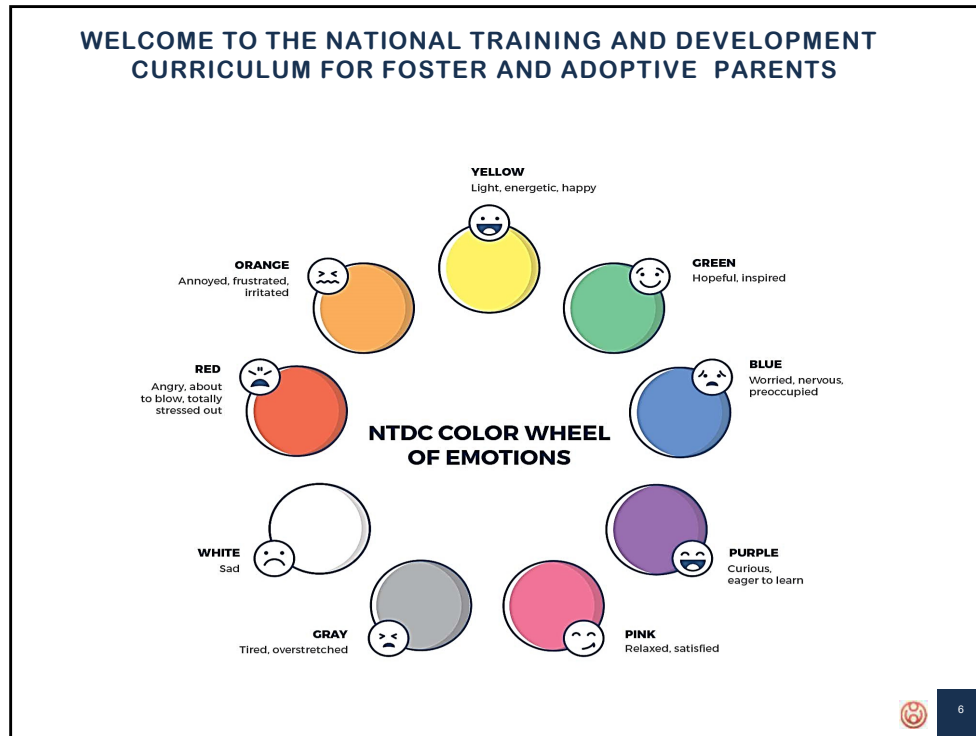 WELCOME TO THE NATIONAL TRAINING AND DEVELOPMENT
CURRICULUM FOR FOSTER AND ADOPTIVE PARENTS
YELLOW
Light, energetic, happy
ORANGE
Annoyed, frustrated,
irritated
GREEN
Hopeful, inspired
RED
Angry, about
to blow, totally
stressed out
BLUE
Worried, nervous,
preoccupied
NTDC COLOR WHEEL
OF EMOTIONS
WHITE
Sad
PURPLE
Curious,
eager to learn
GRAY
Tired, overstretched
PINK
Relaxed, satisfied
6